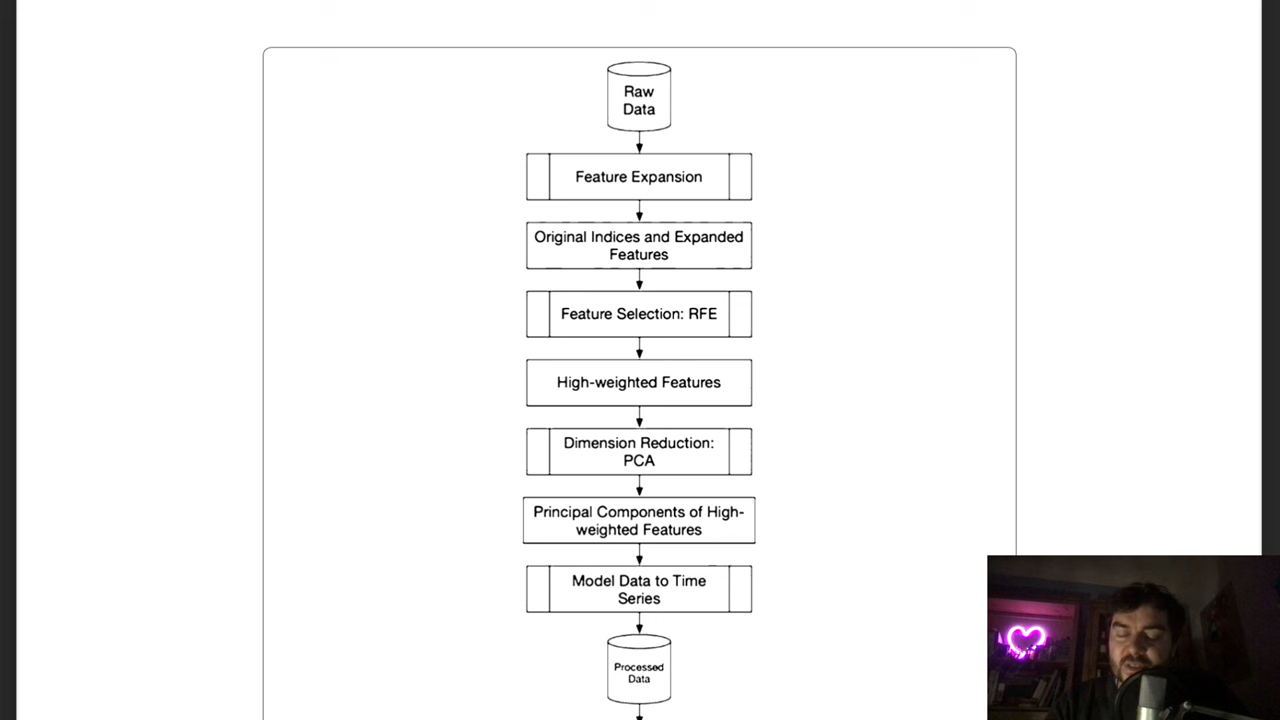 Raw
Data
Feature Expansion
Original Indices and Expanded
Features
Feature Selection: RFE
High-weighted Features
Dimension Reduction:
PCA
Principal Components of High-
weighted Features
Model Data to Time
Series
Processed
Data